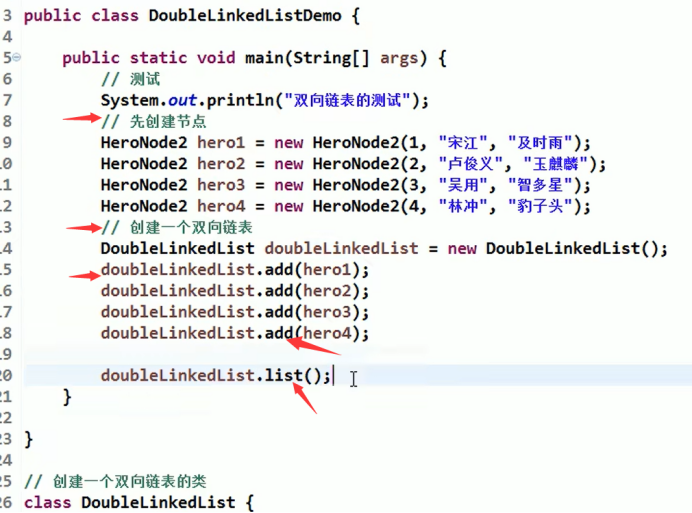 3 public class DoubleLinkedListDemo {
4
5 public static void main(String[] args) {
6 // 测试
7 System.out.println("双向链表的测试");
8 // 先创建节点
9 HeroNode2 hero1 = new HeroNode2(1, "宋江", "及时雨");
10 HeroNode2 hero2 = new HeroNode2(2, "卢俊义", "玉麒麟");
11 HeroNode2 hero3 = new HeroNode2(3, "吴用", "智多星");
12 HeroNode2 hero4 = new HeroNode2(4, "林冲", "豹子头");
13 // 创建一个双向链表
14 DoubleLinkedList doubleLinkedList = new DoubleLinkedList();
15 doubleLinkedList.add(hero1);
16 doubleLinkedList.add(hero2);
17 doubleLinkedList.add(hero3);
18 doubleLinkedList.add(hero4);
19
20 doubleLinkedList.list();
21 }
22
23 }
24
25 // 创建一个双向链表的类
26 class DoubleLinkedList {